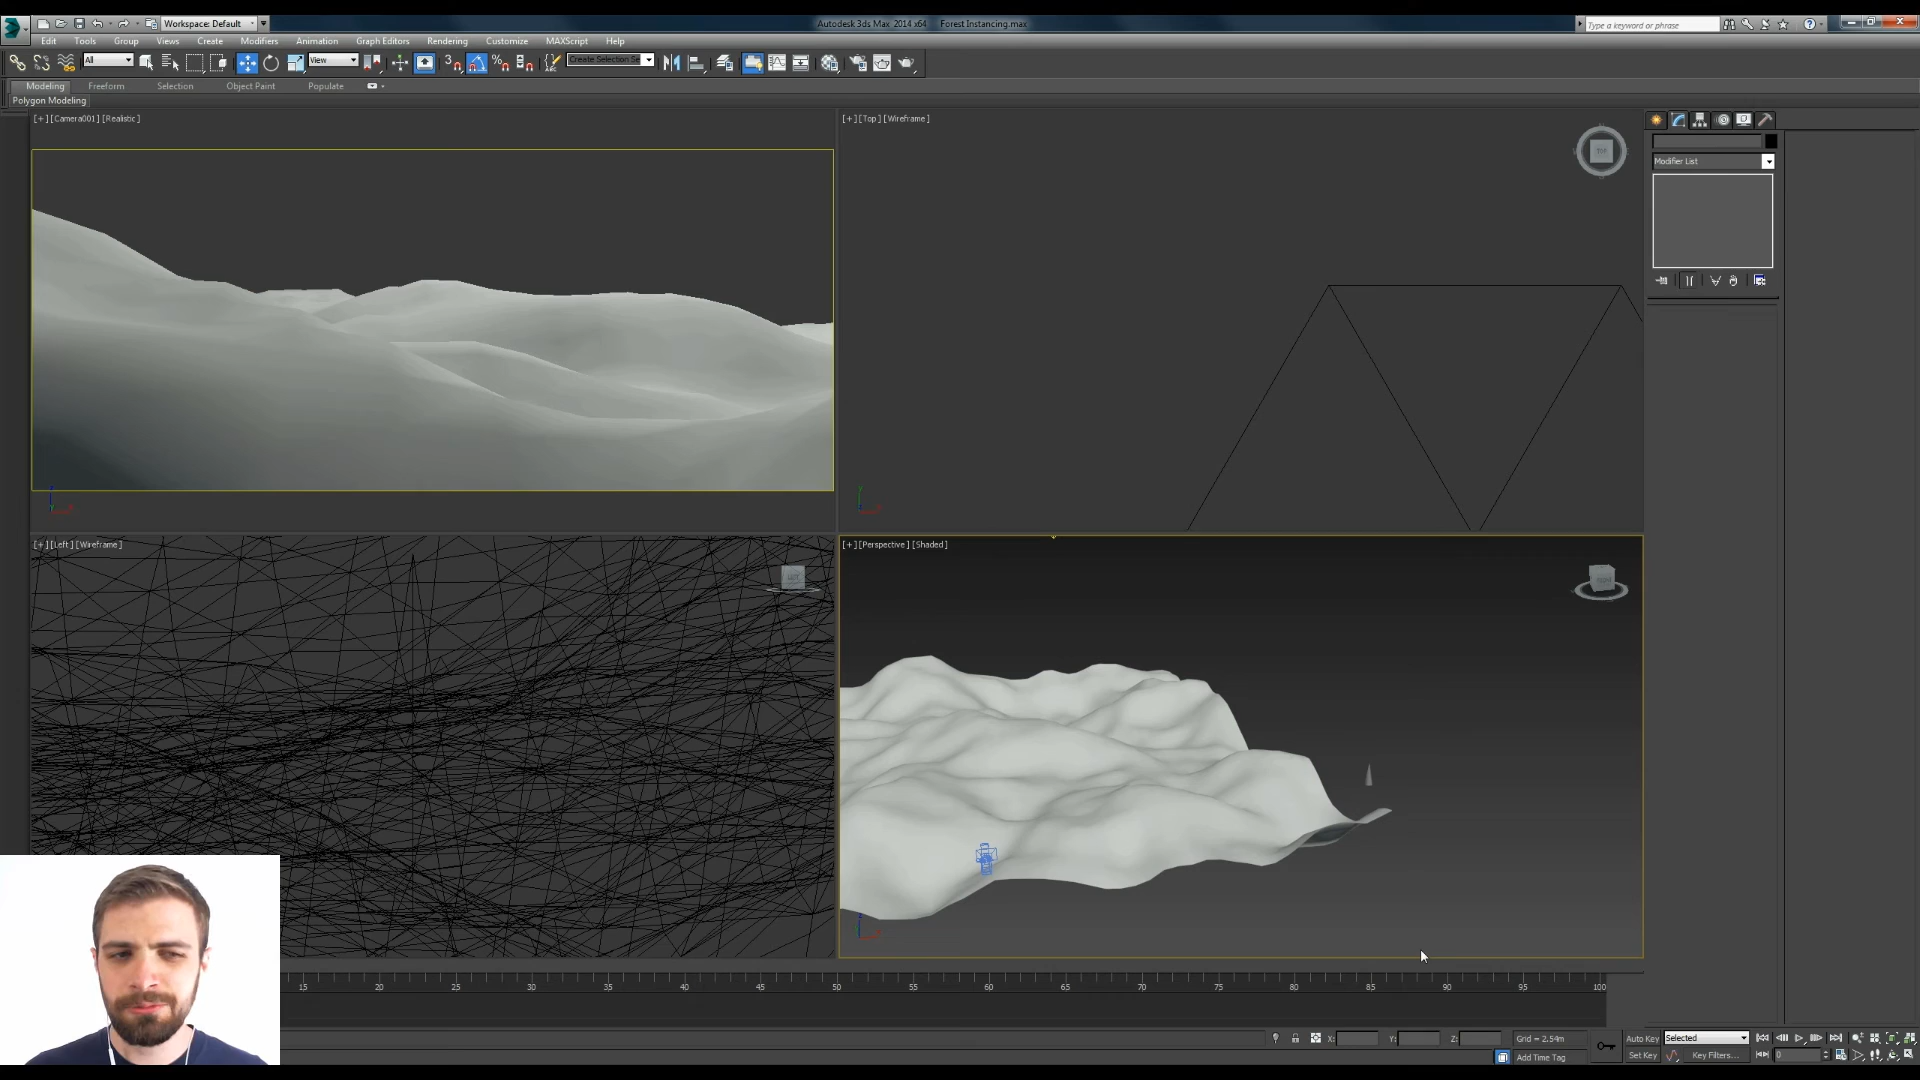 Workspace: Default
Autodesk 3ds Max 2014 x64 Forest Instancing.max
Type a keyword or phrase
Edit Tools Group Views Create Modifiers Animation Graph Editors Rendering Customize MAXScript Help
All
View
Create Selection Se
Modeling Freeform Selection Object Paint Populate
Polygon Modeling
[+] [Camera001] [Realistic]
[+] [Top] [Wireframe]
Modifier List
[+] [Left] [Wireframe]
[+] [Perspective] [Shaded]
15 20 25 30 35 40 45 50 55 60 65 70 75 80 85 90 95 100
X: Y: Z: Grid = 2.54m Auto Key Selected
Add Time Tag Set Key Key Filters... 0